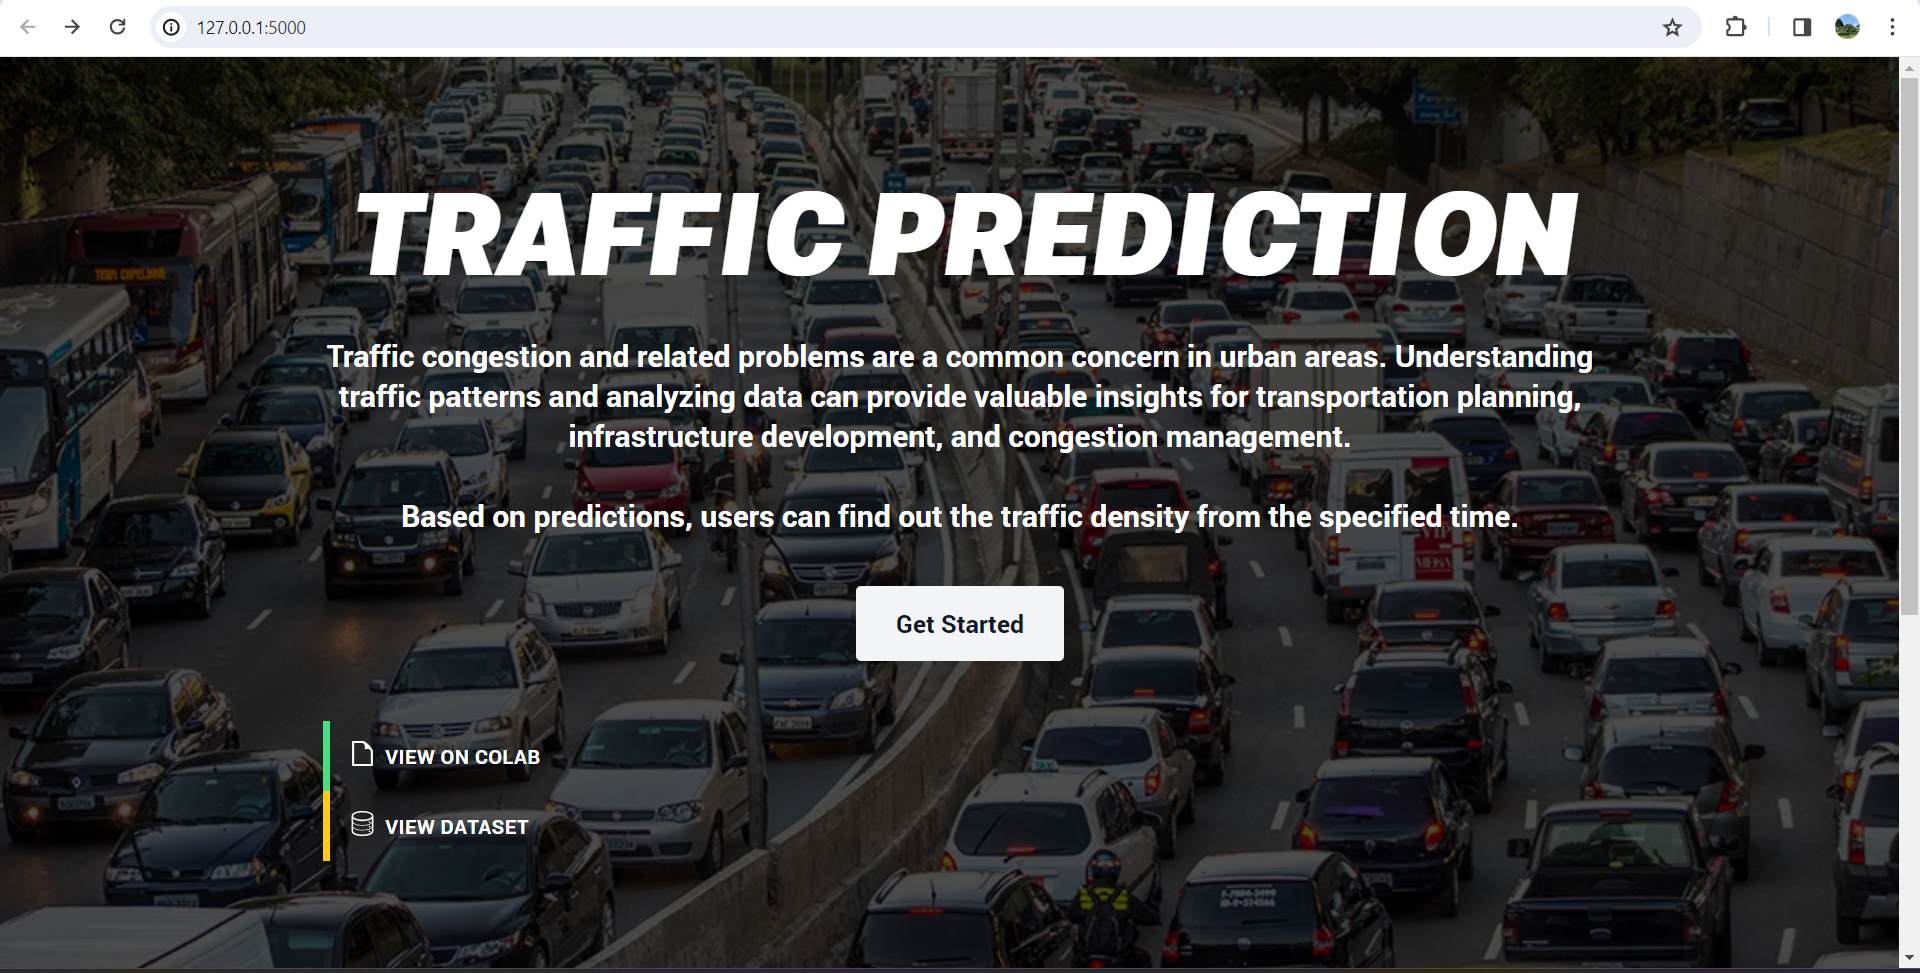 127.0.0.1:5000
TRAFFIC PREDICTION
Traffic congestion and related problems are a common concern in urban areas. Understanding
traffic patterns and analyzing data can provide valuable insights for transportation planning,
infrastructure development, and congestion management.
Based on predictions, users can find out the traffic density from the specified time.
Get Started
VIEW ON COLAB
VIEW DATASET
TAXI